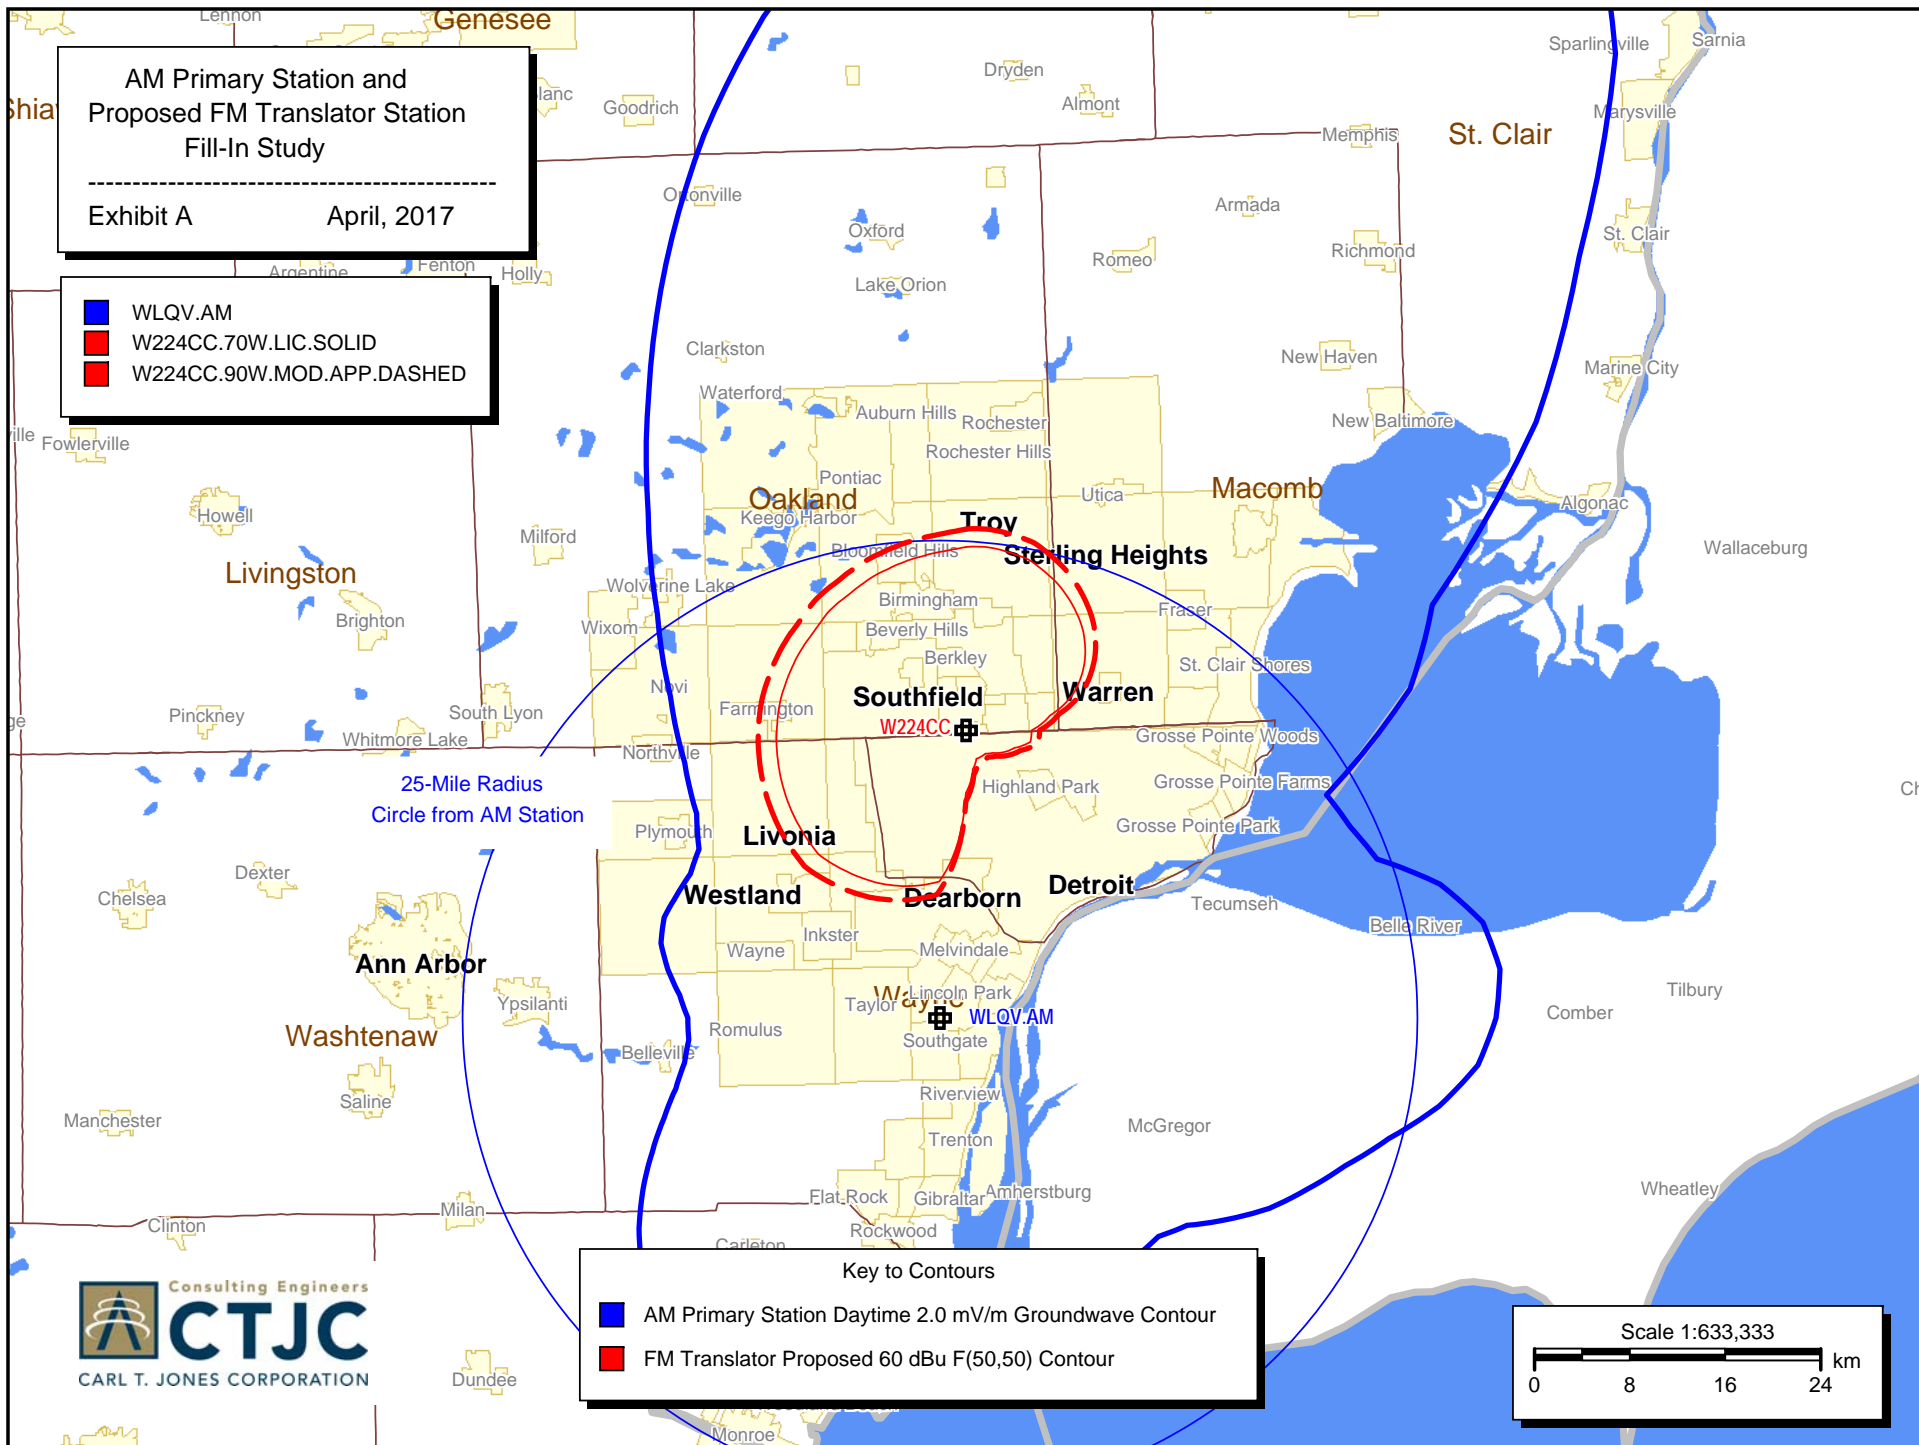 Lennon
Genesee
AM Primary Station and
Proposed FM Translator Station
Fill-In Study
-----------------------------------------------
Exhibit A April, 2017
WLQV.AM
W224CC.70W.LIC.SOLID
W224CC.90W.MOD.APP.DASHED
Sparlingville
Sarnia
Dryden
Almont
Goodrich
Marysville
Memphis
St. Clair
Ortonville
Armada
Oxford
St. Clair
Romeo
Richmond
Argentine
Fenton
Holly
Lake Orion
Clarkston
New Haven
Marine City
Waterford
Auburn Hills
Rochester
New Baltimore
Fowlerville
Rochester Hills
Pontiac
Oakland
Utica
Macomb
Algonac
Howell
Keego Harbor
Troy
Milford
Bloomfield Hills
Sterling Heights
Wallaceburg
Livingston
Wolverine Lake
Birmingham
Fraser
Brighton
Wixom
Beverly Hills
Berkley
St. Clair Shores
Novi
Southfield
Warren
Pinckney
South Lyon
Farmington
W224CC
Whitmore Lake
Northville
Grosse Pointe Woods
25-Mile Radius
Circle from AM Station
Highland Park
Grosse Pointe Farms
Plymouth
Livonia
Grosse Pointe Park
Dexter
Chelsea
Westland
Dearborn
Detroit
Tecumseh
Belle River
Inkster
Wayne
Melvindale
Ann Arbor
Ypsilanti
Taylor
Wayne
Lincoln Park
Tilbury
WLQV.AM
Comber
Washtenaw
Romulus
Southgate
Belleville
Saline
Riverview
Manchester
Trenton
McGregor
Flat Rock
Gibraltar
Amherstburg
Wheatley
Milan
Clinton
Rockwood
Carleton
Key to Contours
AM Primary Station Daytime 2.0 mV/m Groundwave Contour
FM Translator Proposed 60 dBu F(50,50) Contour
Consulting Engineers
CTJC
CARL T. JONES CORPORATION
Dundee
Monroe
Scale 1:633,333
km
0 8 16 24